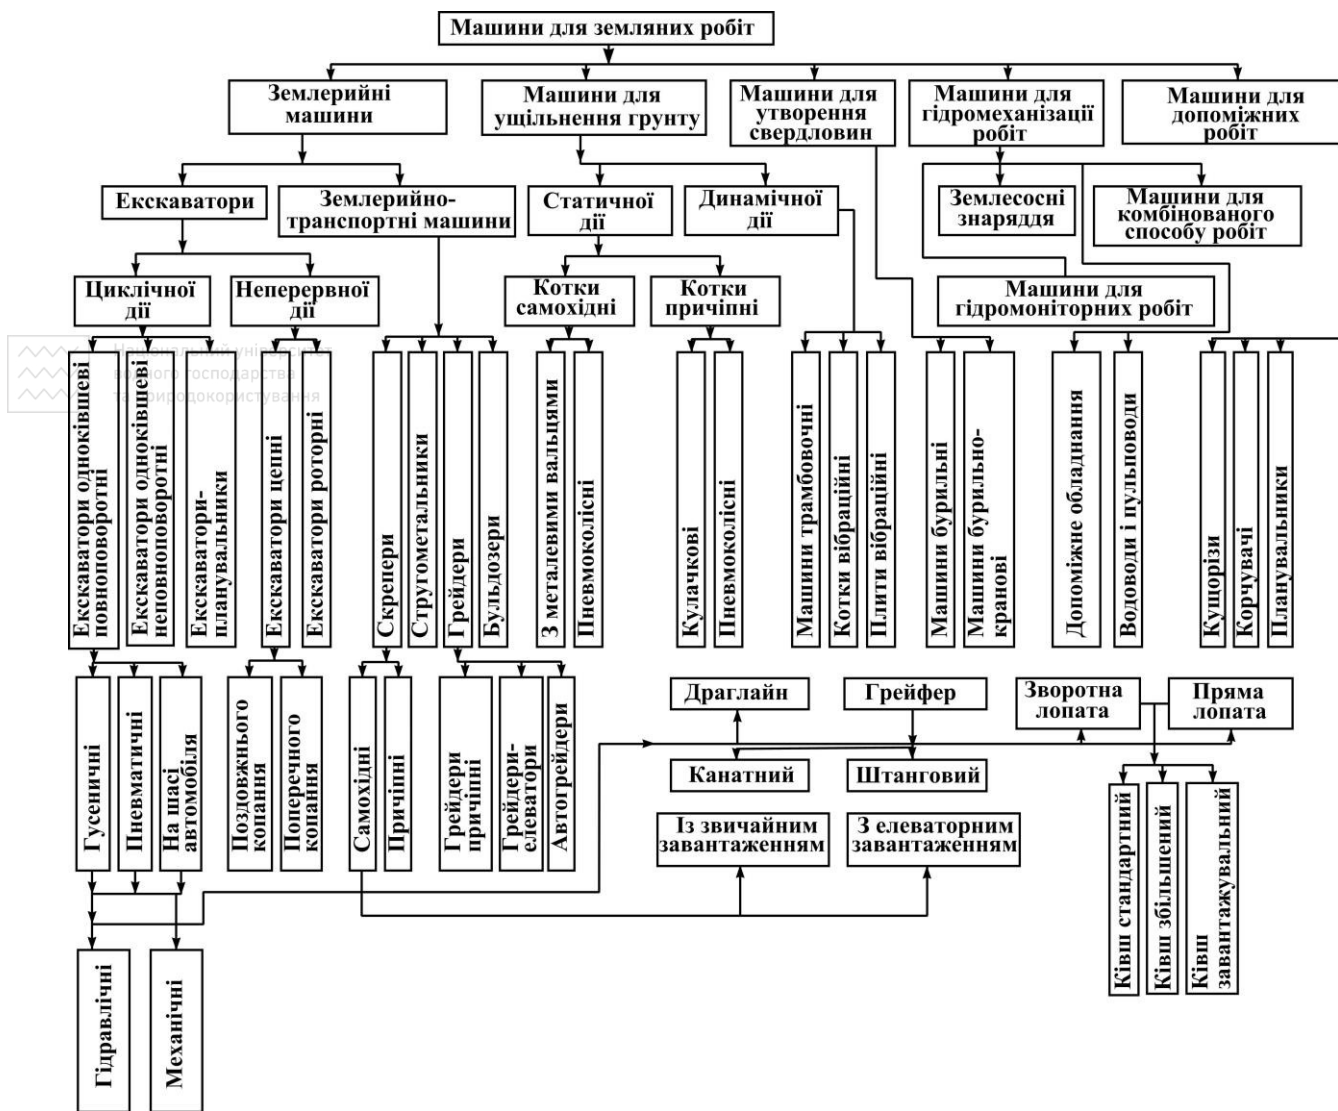 Машини для земляних робіт
Землерийні
машини
Машини для
ущільнення грунту
Машини для
утворення
свердловин
Машини для
гідромеханізації
робіт
Машини для
допоміжних
робіт
Екскаватори
Землерийно-
транспортні машини
Статичної
дії
Динамічної
дії
Землесосні
знаряддя
Машини для
комбінованого
способу робіт
Циклічної
дії
Неперервної
дії
Котки
самохідні
Котки
причіпні
Машини для
гідромоніторних робіт
Національний університет
водного господарства
та природокористування
Екскаватори одноківшеві
повноповоротні
Екскаватори одноківшеві
неповноповоротні
Екскаватори-
планувальники
Екскаватори цепні
Екскаватори роторні
Скрепери
Стругометальники
Грейдери
Бульдозери
З металевими вальцями
Пневмоколісні
Кулачкові
Пневмоколісні
Машини трамбовочні
Котки вібраційні
Плити вібраційні
Машини бурильні
Машини бурильно-
кранові
Допоміжне обладнання
Водоводи і пульповоди
Кущорізи
Корчувачі
Планувальники
Гусеничні
Пневматичні
На шасі
автомобіля
Поздовжнього
копання
Поперечного
копання
Самохідні
Причіпні
Грейдери
причіпні
Грейдери-
елеватори
Автогрейдери
Драглайн
Грейфер
Зворотна
лопата
Пряма
лопата
Канатний
Штанговий
Із звичайним
завантаженням
З елеваторним
завантаженням
Ківш стандартний
Ківш збільшений
Ківш
завантажувальний
Гідравлічні
Механічні